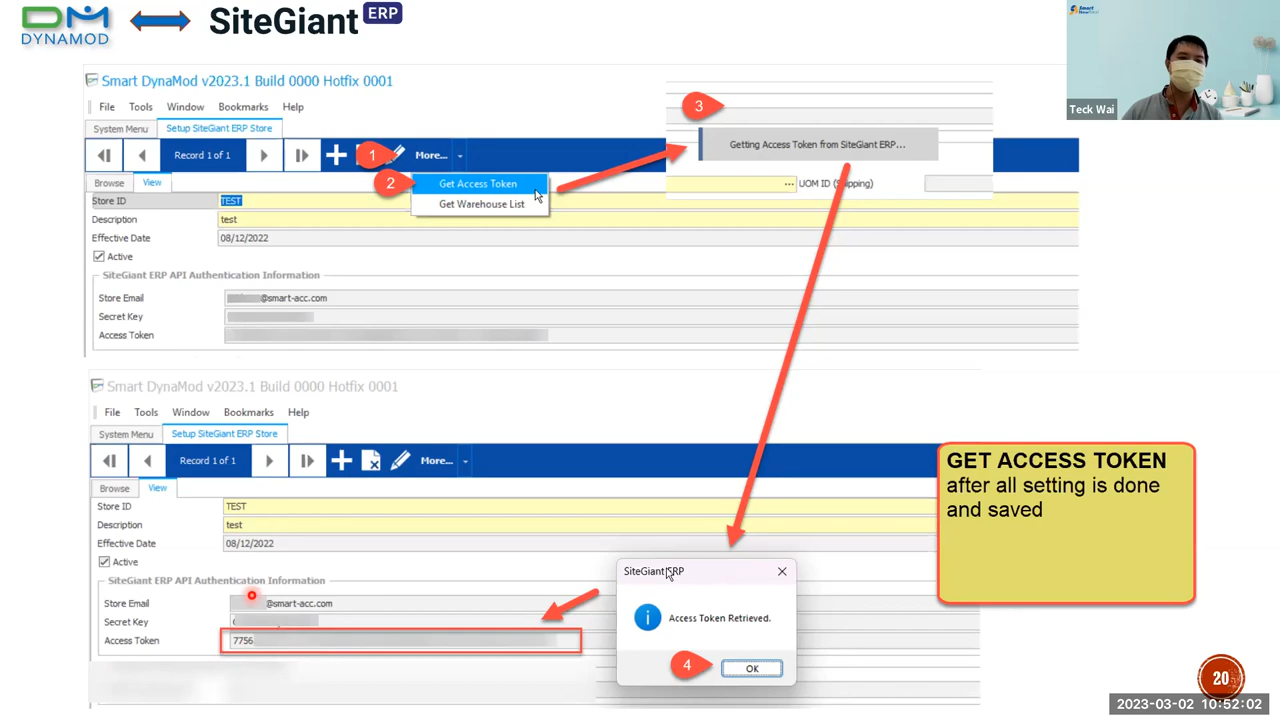 DM
DYNAMOD
SiteGiant ERP
Smart
Teck Wai
Smart DynaMod v2023.1 Build 0000 Hotfix 0001
File Tools Window Bookmarks Help
System Menu Setup SiteGiant ERP Store
Record 1 of 1
1
More...
2
Get Access Token
Get Warehouse List
Browse View
Store ID TEST
Description test
Effective Date 08/12/2022
Active
SiteGiant ERP API Authentication Information
Store Email @smart-acc.com
Secret Key
Access Token
3
Getting Access Token from SiteGiant ERP...
... UOM ID (Shipping)
Smart DynaMod v2023.1 Build 0000 Hotfix 0001
File Tools Window Bookmarks Help
System Menu Setup SiteGiant ERP Store
Record 1 of 1
More...
Browse View
Store ID TEST
Description test
Effective Date 08/12/2022
Active
SiteGiant ERP API Authentication Information
Store Email @smart-acc.com
Secret Key
Access Token 7756
SiteGiant ERP
Access Token Retrieved.
4
OK
GET ACCESS TOKEN
after all setting is done
and saved
20
2023-03-02 10:52:02